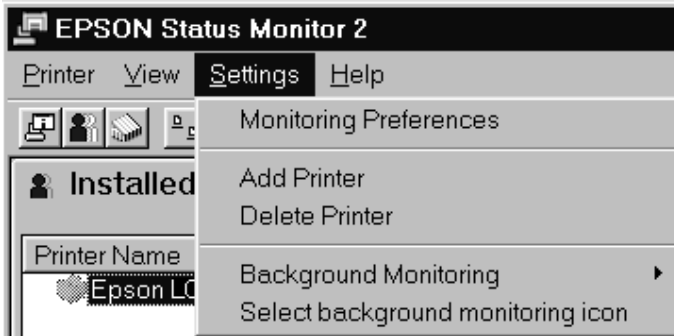 EPSON Status Monitor 2
Printer View Settings Help
Monitoring Preferences
Installed
Add Printer
Delete Printer
Printer Name
Background Monitoring
Epson LQ
Select background monitoring icon